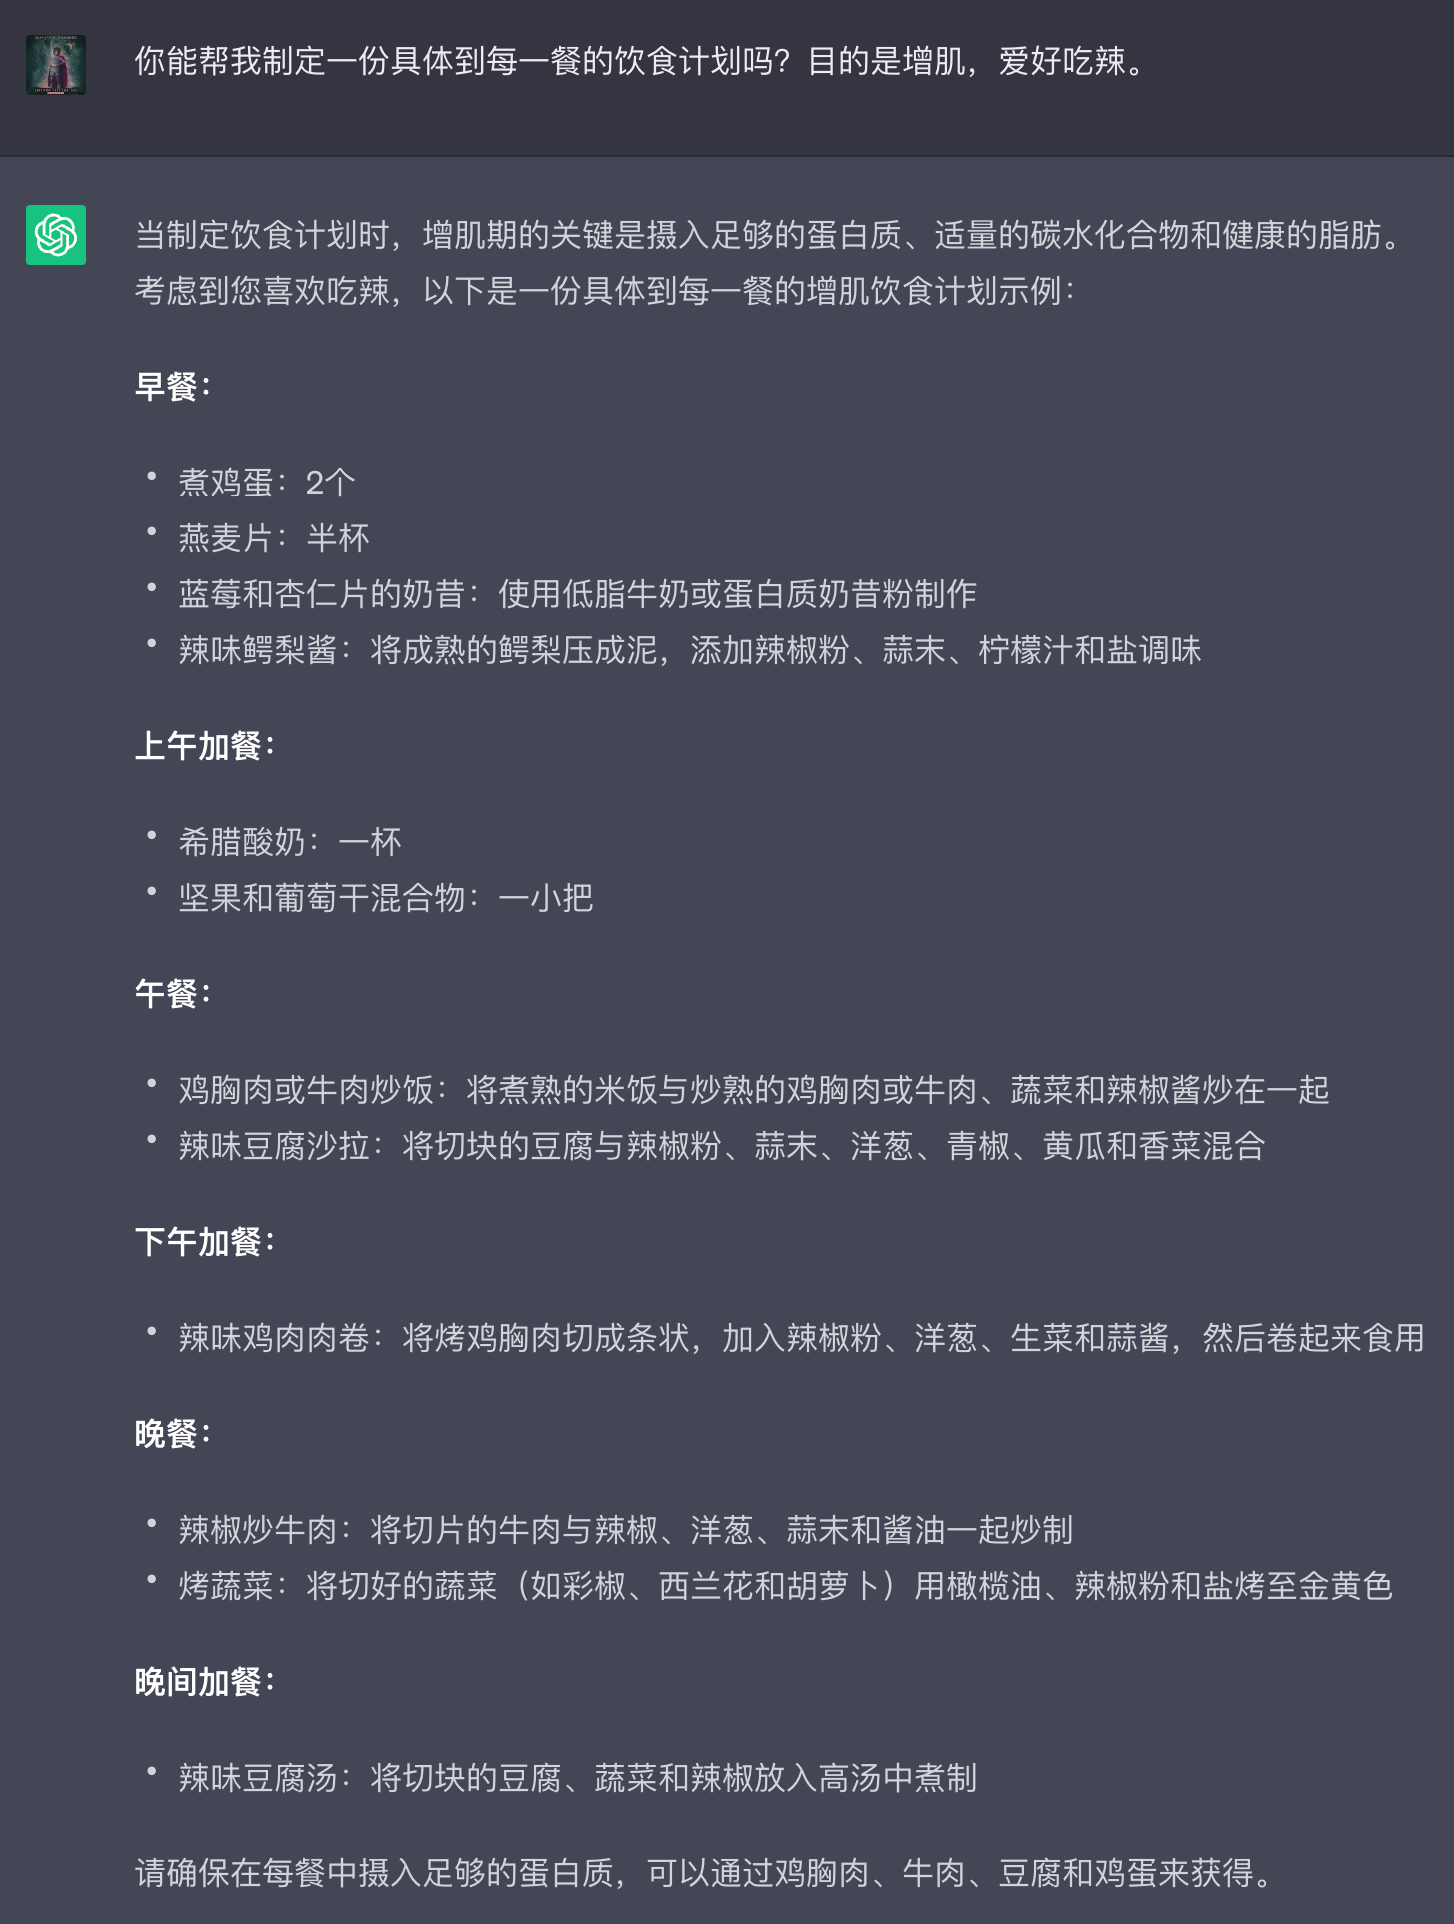 你能帮我制定一份具体到每一餐的饮食计划吗？目的是增肌，爱好吃辣。
当制定饮食计划时，增肌期的关键是摄入足够的蛋白质、适量的碳水化合物和健康的脂肪。
考虑到您喜欢吃辣，以下是一份具体到每一餐的增肌饮食计划示例：
早餐：
• 煮鸡蛋：2个
• 燕麦片：半杯
• 蓝莓和杏仁片的奶昔：使用低脂牛奶或蛋白质奶昔粉制作
• 辣味鳄梨酱：将成熟的鳄梨压成泥，添加辣椒粉、蒜末、柠檬汁和盐调味
上午加餐：
• 希腊酸奶：一杯
• 坚果和葡萄干混合物：一小把
午餐：
• 鸡胸肉或牛肉炒饭：将煮熟的米饭与炒熟的鸡胸肉或牛肉、蔬菜和辣椒酱炒在一起
• 辣味豆腐沙拉：将切块的豆腐与辣椒粉、蒜末、洋葱、青椒、黄瓜和香菜混合
下午加餐：
• 辣味鸡肉肉卷：将烤鸡胸肉切成条状，加入辣椒粉、洋葱、生菜和蒜酱，然后卷起来食用
晚餐：
• 辣椒炒牛肉：将切片的牛肉与辣椒、洋葱、蒜末和酱油一起炒制
• 烤蔬菜：将切好的蔬菜（如彩椒、西兰花和胡萝卜）用橄榄油、辣椒粉和盐烤至金黄色
晚间加餐：
• 辣味豆腐汤：将切块的豆腐、蔬菜和辣椒放入高汤中煮制
请确保在每餐中摄入足够的蛋白质，可以通过鸡胸肉、牛肉、豆腐和鸡蛋来获得。